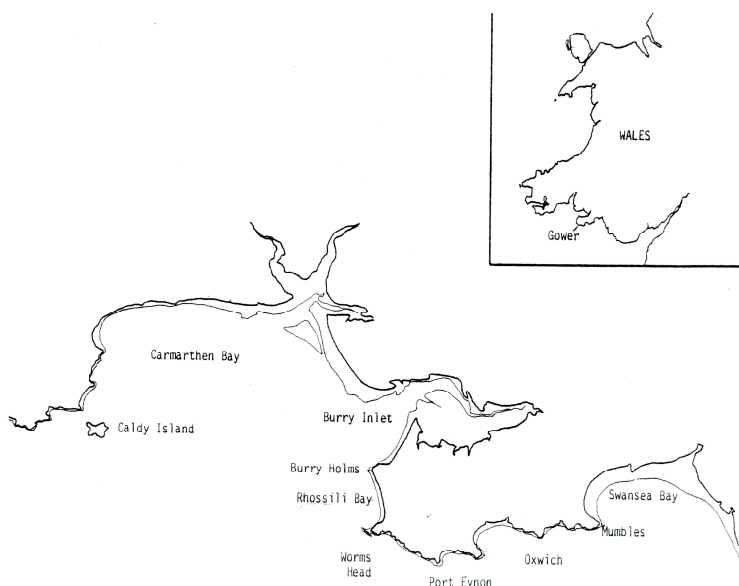 WALES
Gower
Carmarthen Bay
Burry Inlet
Caldy Island
Burry Holms
Rhossili Bay
Swansea Bay
Mumbles
Worms
Head
Oxwich
Port Eynon